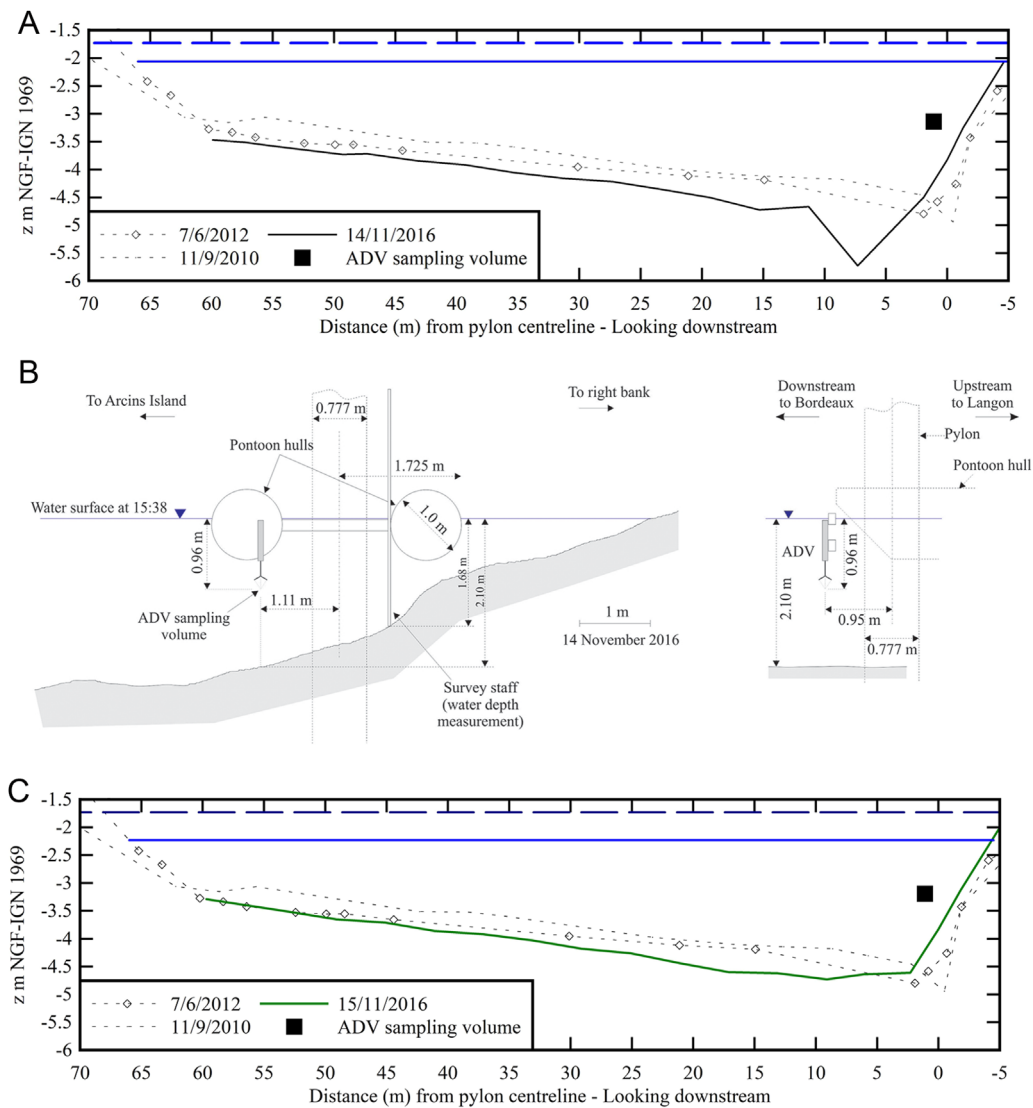 A
-1.5
-2
-2.5
-3
-3.5
-4
-4.5
-5
-5.5
-6
z m NGF-IGN 1969
7/6/2012 14/11/2016
11/9/2010 ADV sampling volume
70 65 60 55 50 45 40 35 30 25 20 15 10 5 0 -5
Distance (m) from pylon centreline - Looking downstream
B
To Arcins Island
0.777 m
To right bank
Pontoon hulls
1.725 m
Water surface at 15:38
1.0 m
0.96 m
1.68 m
2.10 m
ADV sampling
volume
1.11 m
1 m
14 November 2016
Survey staff
(water depth
measurement)
Downstream
to Bordeaux
Upstream
to Langon
Pylon
Pontoon hull
ADV
0.96 m
2.10 m
0.95 m
0.777 m
C
-1.5
-2
-2.5
-3
-3.5
-4
-4.5
-5
-5.5
-6
z m NGF-IGN 1969
7/6/2012 15/11/2016
11/9/2010 ADV sampling volume
70 65 60 55 50 45 40 35 30 25 20 15 10 5 0 -5
Distance (m) from pylon centreline - Looking downstream